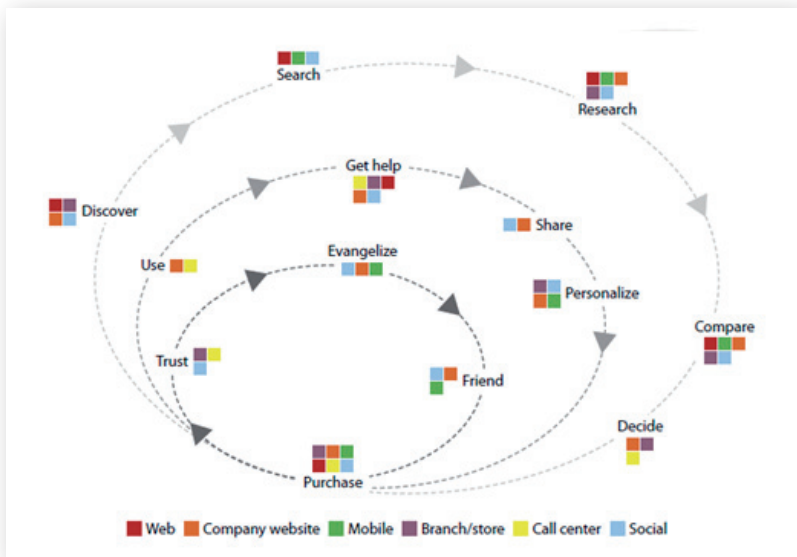 Search
Research
Get help
Discover
Share
Evangelize
Use
Personalize
Compare
Trust
Friend
Decide
Purchase
Web Company website Mobile Branch/store Call center Social